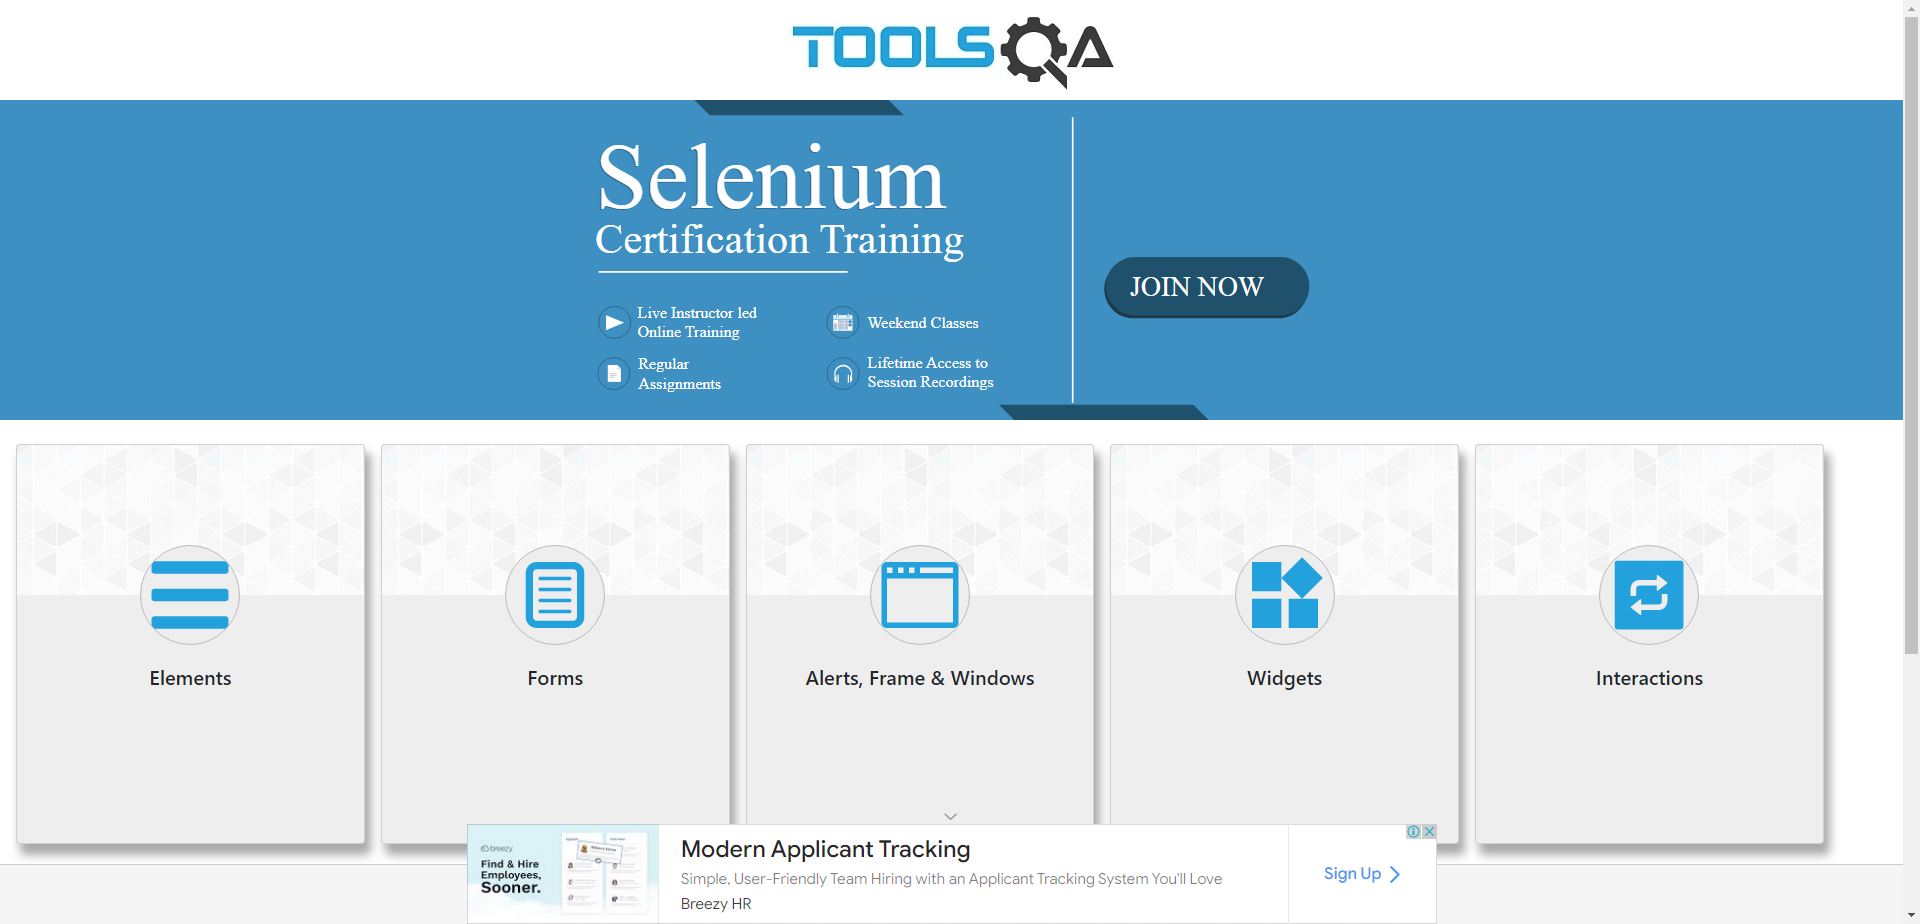 TOOLSQA
Selenium
Certification Training
JOIN NOW
Live Instructor led
Online Training
Weekend Classes
Regular
Assignments
Lifetime Access to
Session Recordings
Elements
Forms
Alerts, Frame & Windows
Widgets
Interactions
breezy
Find & Hire
Employees,
Sooner.
Modern Applicant Tracking
Simple, User-Friendly Team Hiring with an Applicant Tracking System You'll Love
Breezy HR
Sign Up